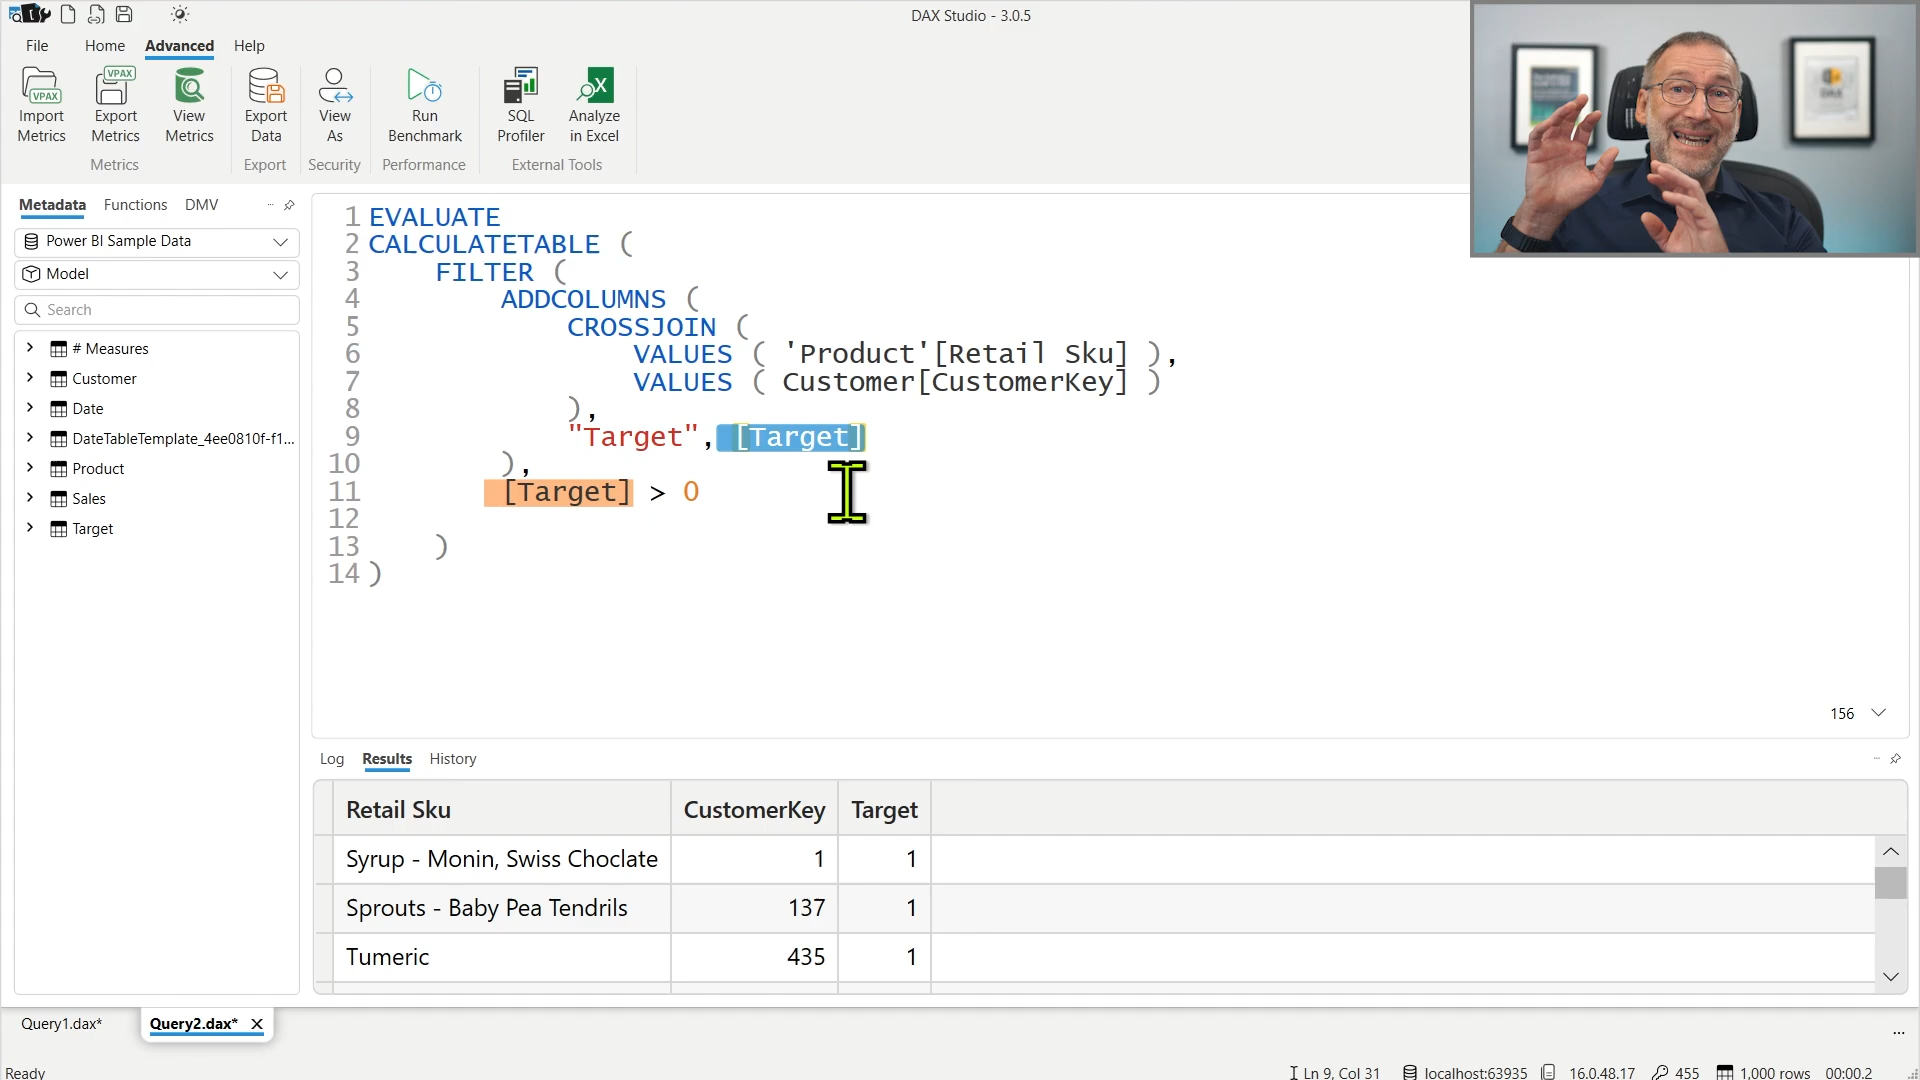 DAX Studio - 3.0.5
File Home Advanced Help
VPAX
Import Metrics
VPAX
Export Metrics
View Metrics
Export Data
View As
Run Benchmark
SQL Profiler
X
Analyze in Excel
Metrics Export Security Performance External Tools
DAX
Metadata Functions DMV
Power BI Sample Data
Model
Search
# Measures
Customer
Date
DateTableTemplate_4ee0810f-f1...
Product
Sales
Target
1 EVALUATE
2 CALCULATETABLE (
3 FILTER (
4 ADDCOLUMNS (
5 CROSSJOIN (
6 VALUES ( 'Product'[Retail Sku] ),
7 VALUES ( Customer[CustomerKey] )
8 ),
9 "Target", [Target]
10 ),
11 [Target] > 0
12
13 )
14 )
156
Log Results History
Retail Sku CustomerKey Target
Syrup - Monin, Swiss Choclate 1 1
Sprouts - Baby Pea Tendrils 137 1
Tumeric 435 1
Query1.dax* Query2.dax*
Ready Ln 9, Col 31 localhost:63935 16.0.48.17 455 1,000 rows 00:00.2